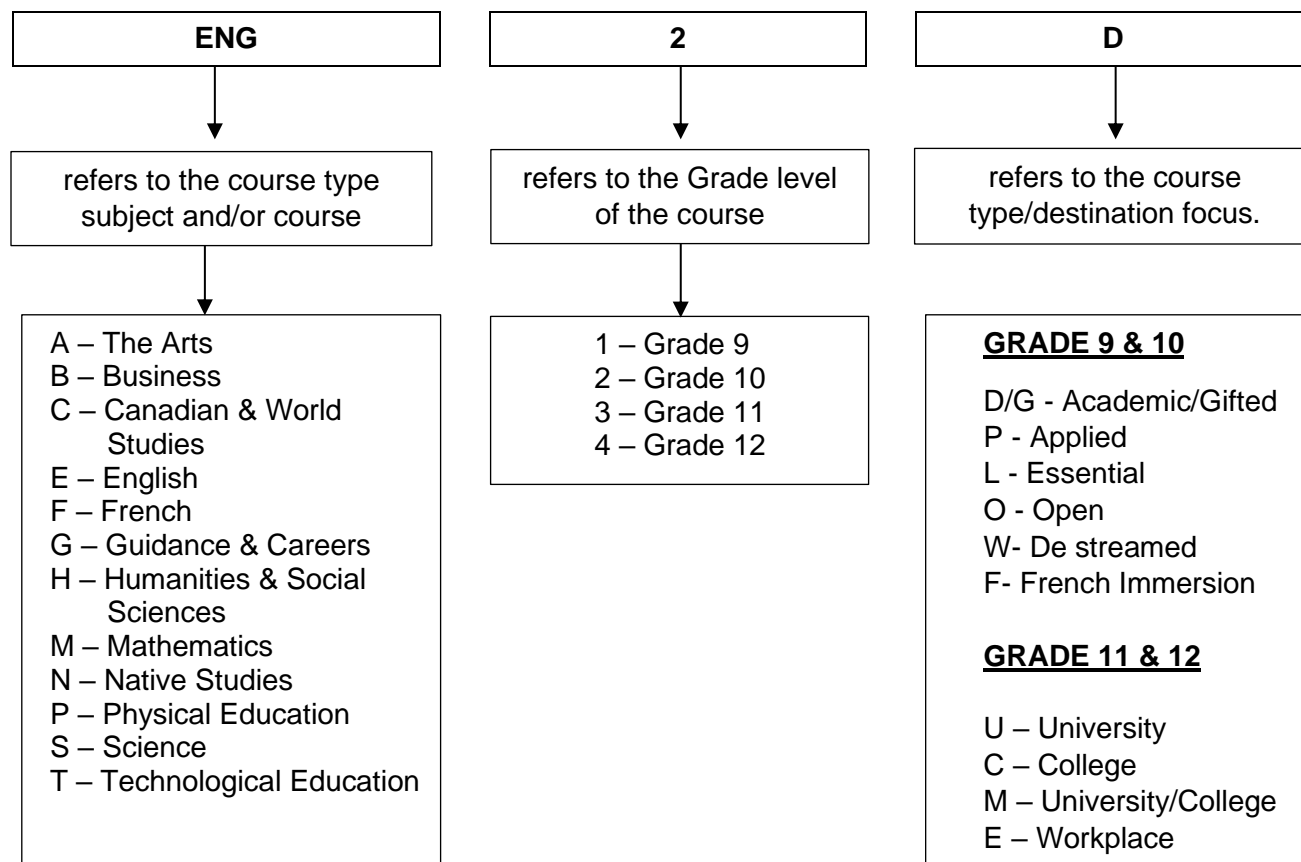 ENG
2
D
refers to the course type
subject and/or course
refers to the Grade level
of the course
refers to the course
type/destination focus.
A – The Arts
B – Business
C – Canadian & World
Studies
E – English
F – French
G – Guidance & Careers
H – Humanities & Social
Sciences
M – Mathematics
N – Native Studies
P – Physical Education
S – Science
T – Technological Education
1 – Grade 9
2 – Grade 10
3 – Grade 11
4 – Grade 12
GRADE 9 & 10
D/G - Academic/Gifted
P - Applied
L - Essential
O - Open
W- De streamed
F- French Immersion
GRADE 11 & 12
U – University
C – College
M – University/College
E – Workplace